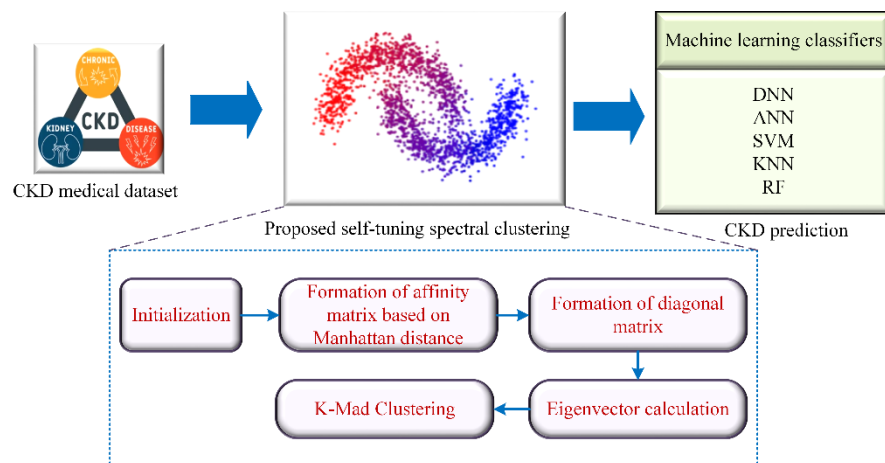 CHRONIC
KIDNEY
CKD
DISEASE
CKD medical dataset
Proposed self-tuning spectral clustering
Machine learning classifiers
DNN
ANN
SVM
KNN
RF
CKD prediction
Initialization
Formation of affinity
matrix based on
Manhattan distance
Formation of diagonal
matrix
K-Mad Clustering
Eigenvector calculation